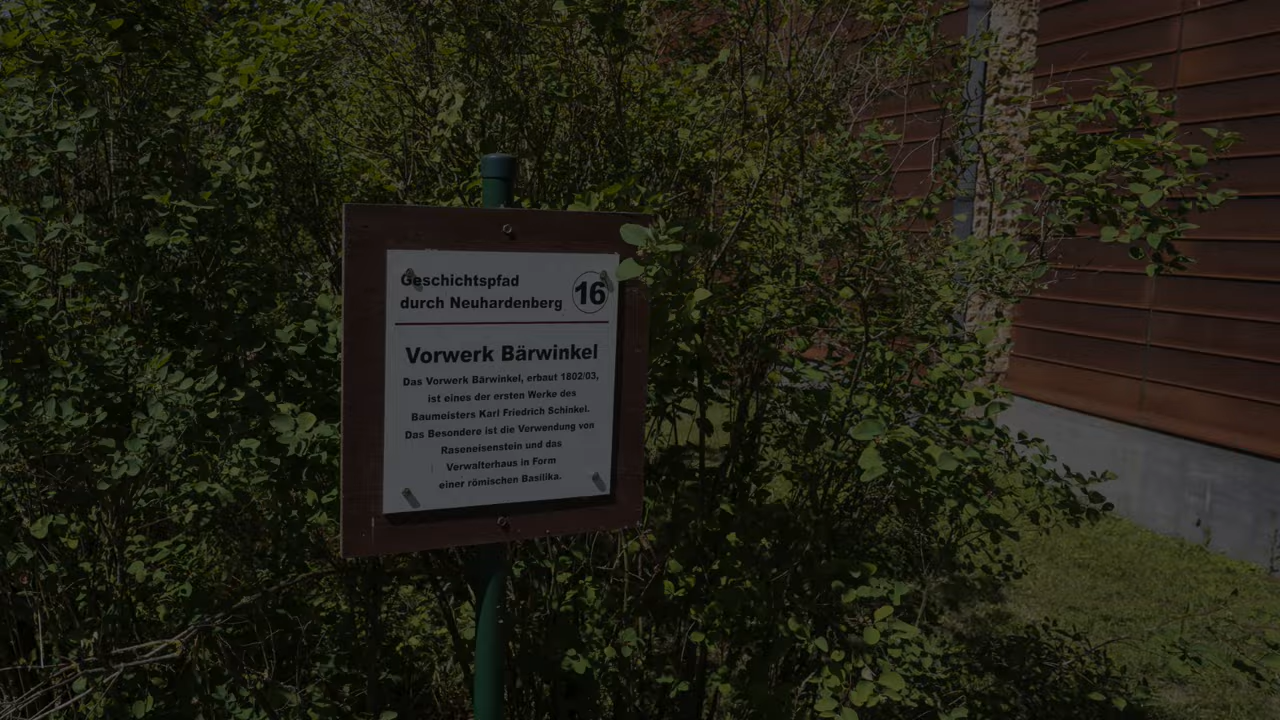 Geschichtspfad
durch Neuhardenberg
16
Vorwerk Bärwinkel
Das Vorwerk Bärwinkel, erbaut 1802/03,
ist eines der ersten Werke des
Baumeisters Karl Friedrich Schinkel.
Das Besondere ist die Verwendung von
Raseneisenstein und das
Verwalterhaus in Form
einer römischen Basilika.